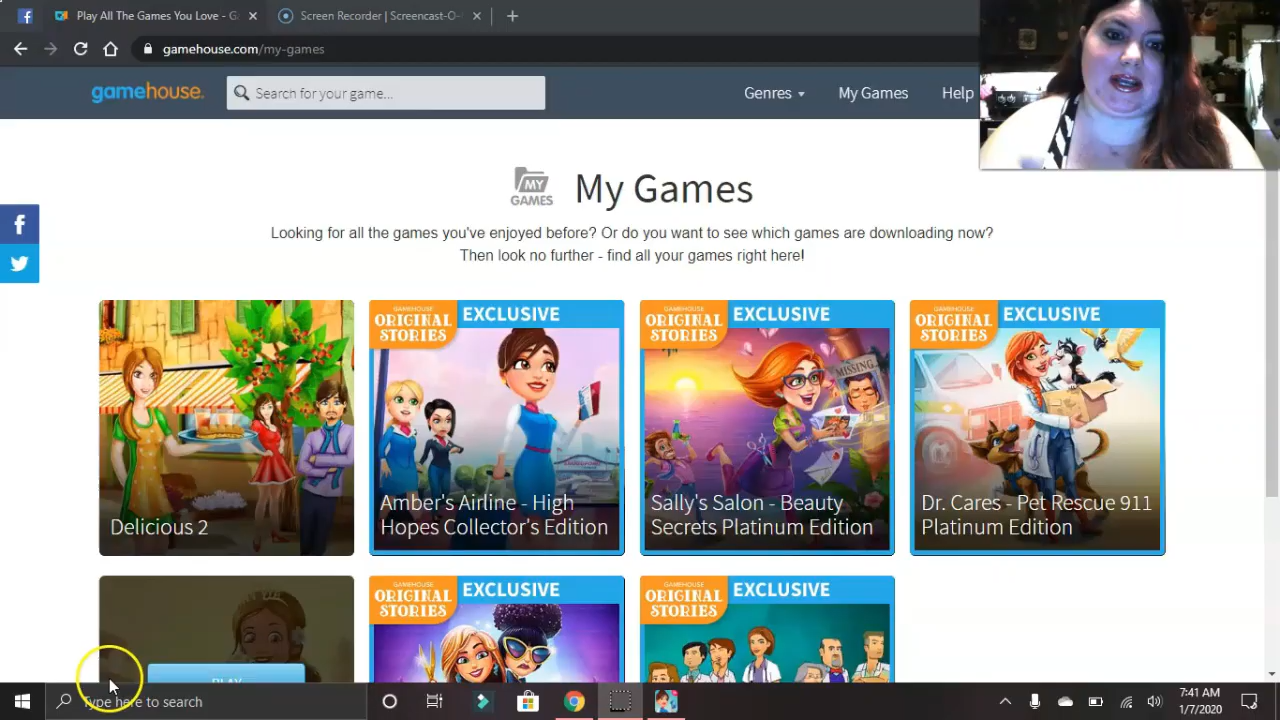 Play All The Games You Love - G
Screen Recorder | Screencast-O-
gamehouse.com/my-games
gamehouse.
Search for your game...
Genres
My Games
Help
MY
GAMES
My Games
Looking for all the games you've enjoyed before? Or do you want to see which games are downloading now?
Then look no further - find all your games right here!
Delicious 2
GAMEHOUSE
ORIGINAL
STORIES
EXCLUSIVE
Amber's Airline - High
Hopes Collector's Edition
GAMEHOUSE
ORIGINAL
STORIES
EXCLUSIVE
MISSING
Sally's Salon - Beauty
Secrets Platinum Edition
GAMEHOUSE
ORIGINAL
STORIES
EXCLUSIVE
Dr. Cares - Pet Rescue 911
Platinum Edition
PLAY
GAMEHOUSE
ORIGINAL
STORIES
EXCLUSIVE
GAMEHOUSE
ORIGINAL
STORIES
EXCLUSIVE
Type here to search
7:41 AM
1/7/2020